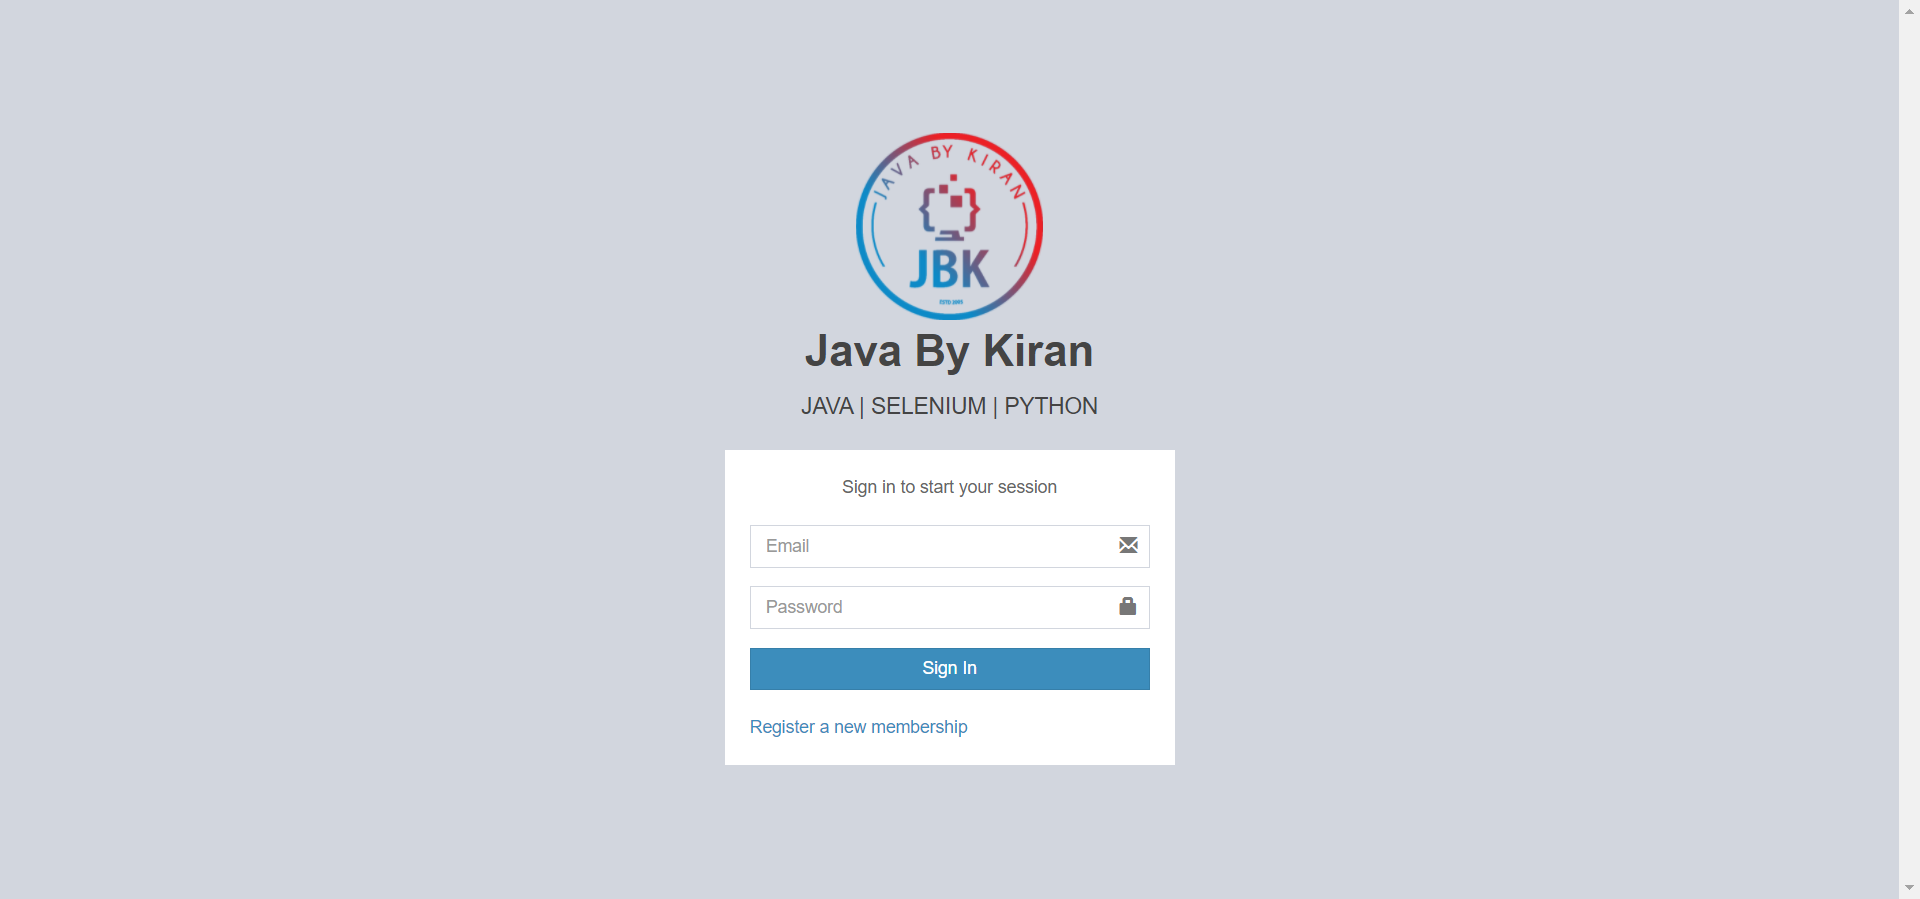 JAVA BY KIRAN
JBK
Java By Kiran
JAVA | SELENIUM | PYTHON
Sign in to start your session
Email
Password
Sign In
Register a new membership